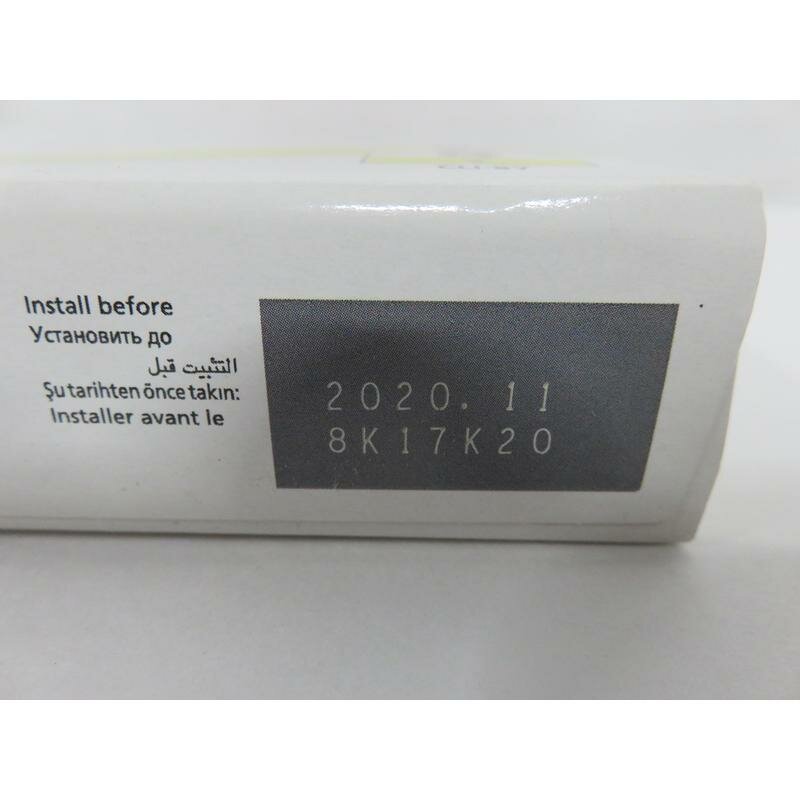 Install before
Установить до
التثبيت قبل
Şu tarihten önce takın:
Installer avant le
2020. 11
8K17K20